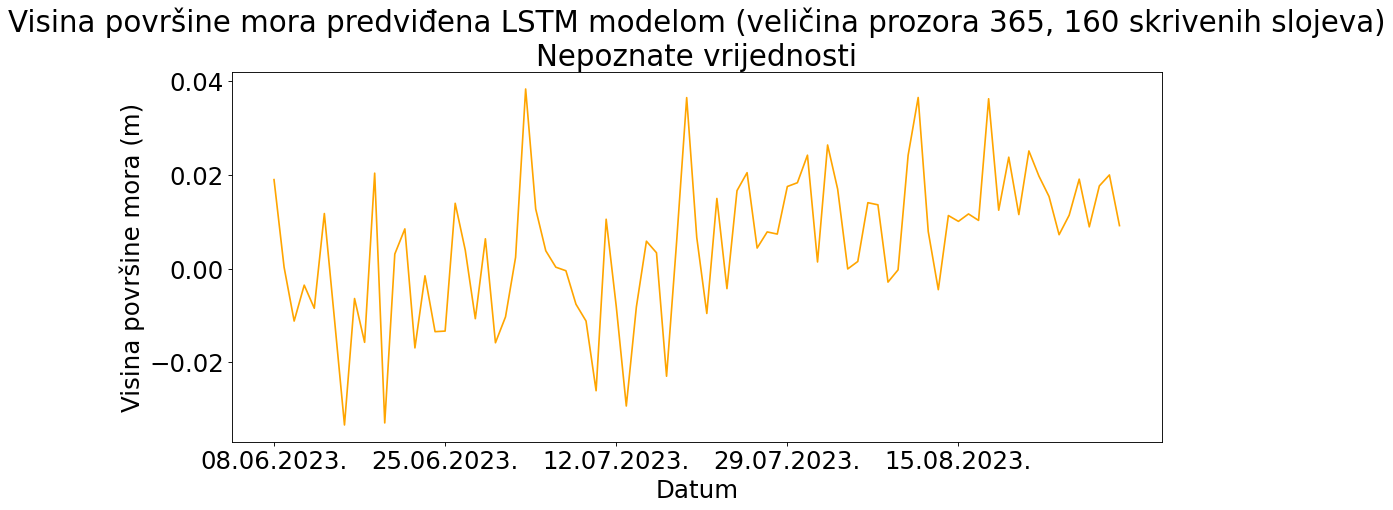 Visina površine mora predviđena LSTM modelom (veličina prozora 365, 160 skrivenih slojeva)
Nepoznate vrijednosti
Visina površine mora (m)
0.04
0.02
0.00
−0.02
08.06.2023.
25.06.2023.
12.07.2023.
29.07.2023.
15.08.2023.
Datum